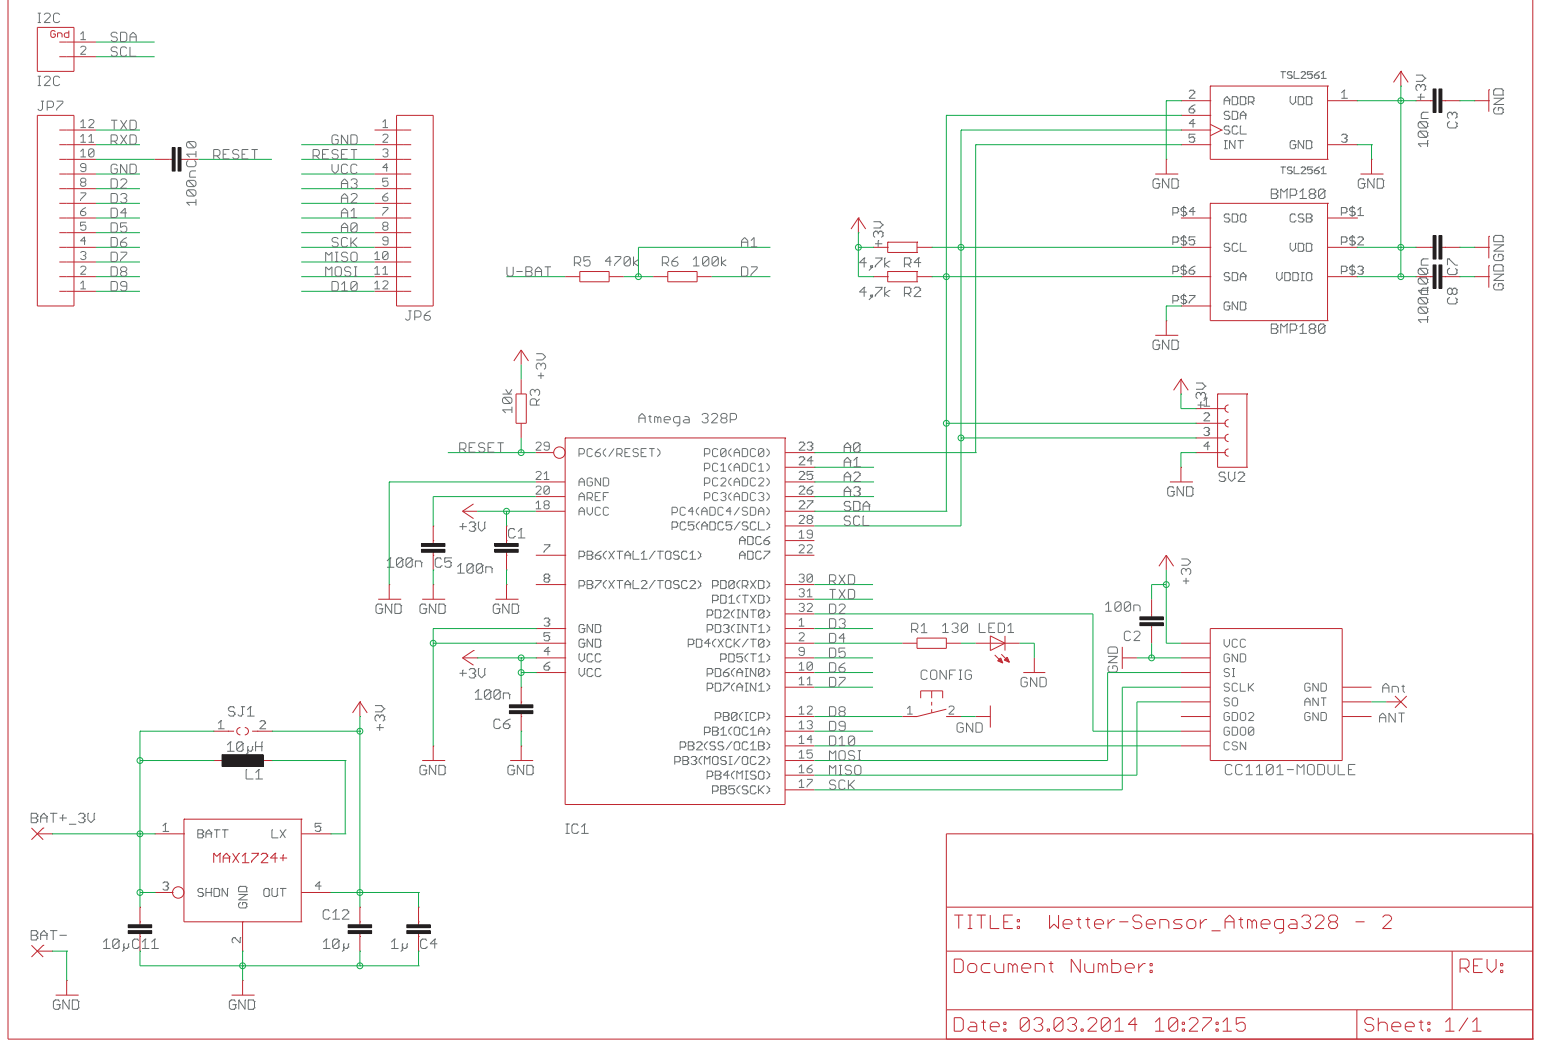 I2C
Gnd
1 SDA
2 SCL
I2C
JP7
12 TXD
11 RXD
10
9 GND
8 D2
7 D3
6 D4
5 D5
4 D6
3 D7
2 D8
1 D9
100n C10
RESET
1
GND 2
RESET 3
VCC 4
A3 5
A2 6
A1 7
A0 8
SCK 9
MISO 10
MOSI 11
D10 12
JP6
U-BAT
R5 470k
R6 100k
A1
D7
+3V
4,7k R4
4,7k R2
TSL2561
2 ADDR VDD 1
6 SDA
4 SCL
5 INT GND 3
TSL2561
GND
GND
+3V
100n C3
GND
BMP180
P$4 SDO CSB P$1
P$5 SCL VDD P$2
P$6 SDA VDDIO P$3
P$7 GND
BMP180
GND
100n C7
GND
100n C8
GND
+3V
1
2
3
4
GND
SV2
+3V
10k R3
RESET
Atmega 328P
29 PC6(/RESET)
21 AGND
20 AREF
18 AVCC
7 PB6(XTAL1/TOSC1)
8 PB7(XTAL2/TOSC2)
3 GND
5 GND
4 VCC
6 VCC
PC0(ADC0) 23 A0
PC1(ADC1) 24 A1
PC2(ADC2) 25 A2
PC3(ADC3) 26 A3
PC4(ADC4/SDA) 27 SDA
PC5(ADC5/SCL) 28 SCL
ADC6 19
ADC7 22
PD0(RXD) 30 RXD
PD1(TXD) 31 TXD
PD2(INT0) 32 D2
PD3(INT1) 1 D3
PD4(XCK/T0) 2 D4
PD5(T1) 9 D5
PD6(AIN0) 10 D6
PD7(AIN1) 11 D7
PB0(ICP) 12 D8
PB1(OC1A) 13 D9
PB2(SS/OC1B) 14 D10
PB3(MOSI/OC2) 15 MOSI
PB4(MISO) 16 MISO
PB5(SCK) 17 SCK
IC1
+3V
C1
100n
100n C5
GND
GND
GND
+3V
100n
C6
GND
GND
R1 130 LED1
GND
CONFIG
1 2
GND
+3V
100n
C2
GND
VCC
GND
SI
SCLK
SO
GDO2
GDO0
CSN
GND
ANT
GND
Ant
ANT
CC1101-MODULE
SJ1
1 2
10µH
L1
+3V
BAT+_3V
1 BATT LX 5
MAX1724+
3 SHDN GND OUT 4
2
BAT-
10µ C11
C12
10µ
1µ C4
GND
GND
TITLE: Wetter-Sensor_Atmega328 - 2
Document Number:
REV:
Date: 03.03.2014 10:27:15
Sheet: 1/1